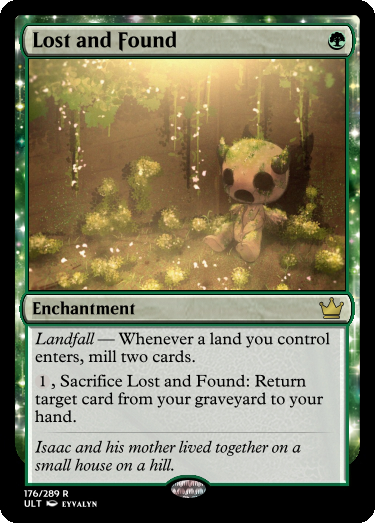 Lost and Found
Enchantment
Landfall — Whenever a land you control
enters, mill two cards.
1 , Sacrifice Lost and Found: Return
target card from your graveyard to your
hand.
Isaac and his mother lived together on a
small house on a hill.
176/289 R
ULT EYVALYN